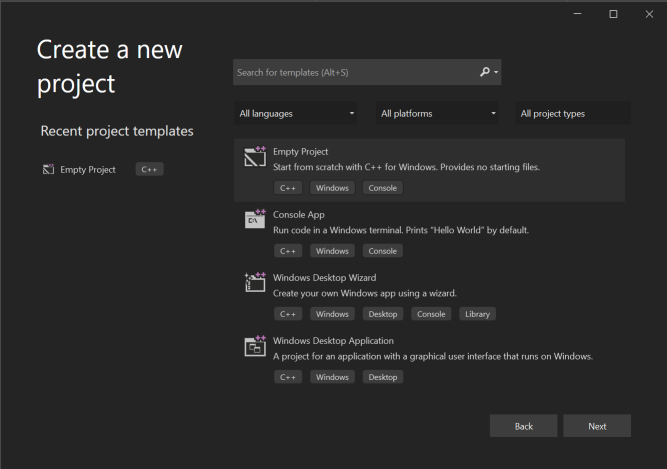 Create a new
project
Search for templates (Alt+S)
All languages
All platforms
All project types
Recent project templates
Empty Project
C++
Empty Project
Start from scratch with C++ for Windows. Provides no starting files.
C++ Windows Console
Console App
Run code in a Windows terminal. Prints "Hello World" by default.
C++ Windows Console
Windows Desktop Wizard
Create your own Windows app using a wizard.
C++ Windows Desktop Console Library
Windows Desktop Application
A project for an application with a graphical user interface that runs on Windows.
C++ Windows Desktop
Back
Next